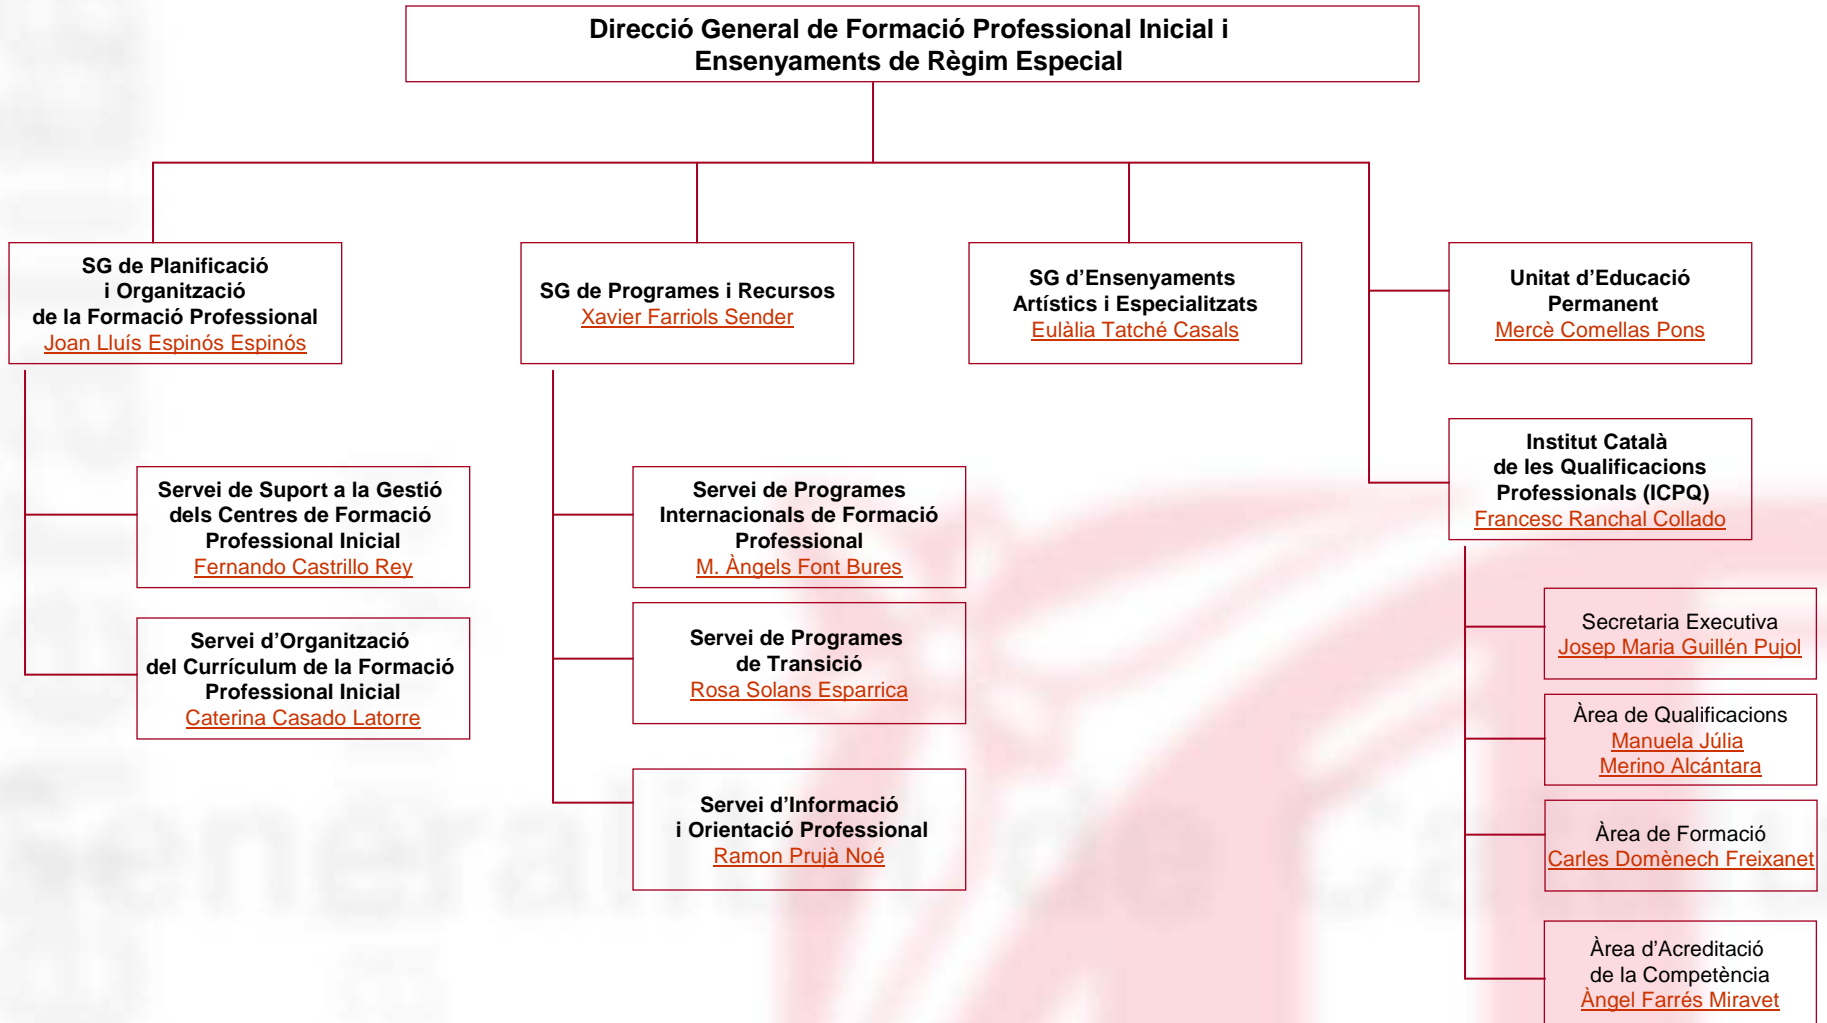 Direcció General de Formació Professional Inicial i
Ensenyaments de Règim Especial
SG de Planificació
i Organització
de la Formació Professional
Joan Lluís Espinós Espinós
SG de Programes i Recursos
Xavier Farriols Sender
SG d’Ensenyaments
Artístics i Especialitzats
Eulàlia Tatché Casals
Unitat d’Educació
Permanent
Mercè Comellas Pons
Servei de Suport a la Gestió
dels Centres de Formació
Professional Inicial
Fernando Castrillo Rey
Servei d’Organització
del Currículum de la Formació
Professional Inicial
Caterina Casado Latorre
Servei de Programes
Internacionals de Formació
Professional
M. Àngels Font Bures
Servei de Programes
de Transició
Rosa Solans Esparrica
Servei d’Informació
i Orientació Professional
Ramon Prujà Noé
Institut Català
de les Qualificacions
Professionals (ICPQ)
Francesc Ranchal Collado
Secretaria Executiva
Josep Maria Guillén Pujol
Àrea de Qualificacions
Manuela Júlia
Merino Alcántara
Àrea de Formació
Carles Domènech Freixanet
Àrea d’Acreditació
de la Competència
Àngel Farrés Miravet